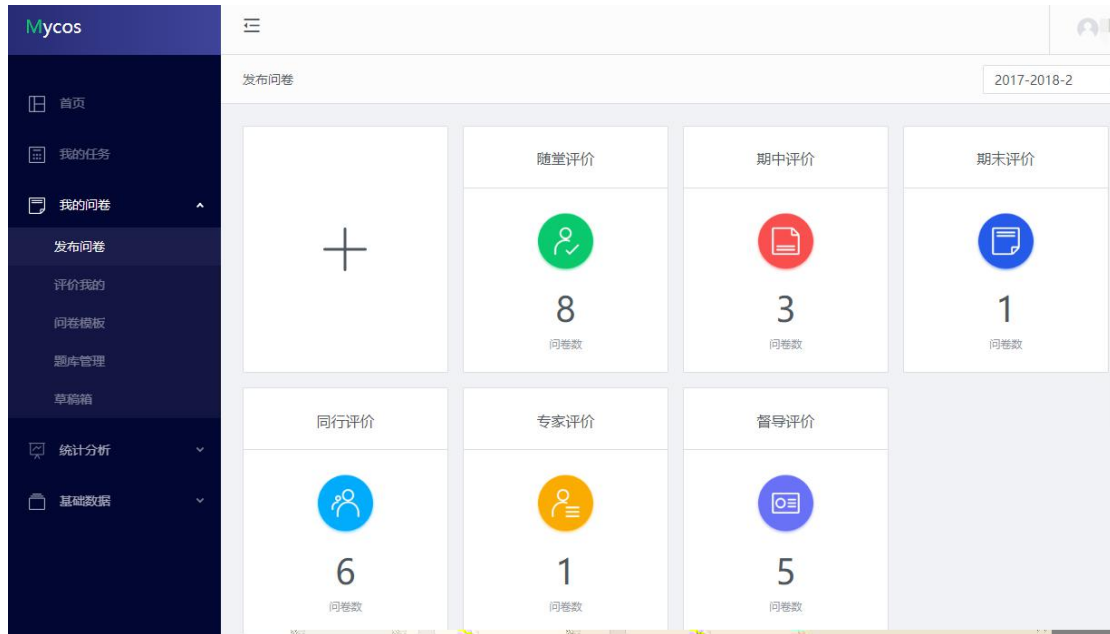 Mycos
首页
我的任务
我的问卷
发布问卷
评价我的
问卷模板
题库管理
草稿箱
统计分析
基础数据
发布问卷
2017-2018-2
随堂评价
期中评价
期末评价
8
3
1
问卷数
问卷数
问卷数
同行评价
专家评价
督导评价
6
1
5
问卷数
问卷数
问卷数